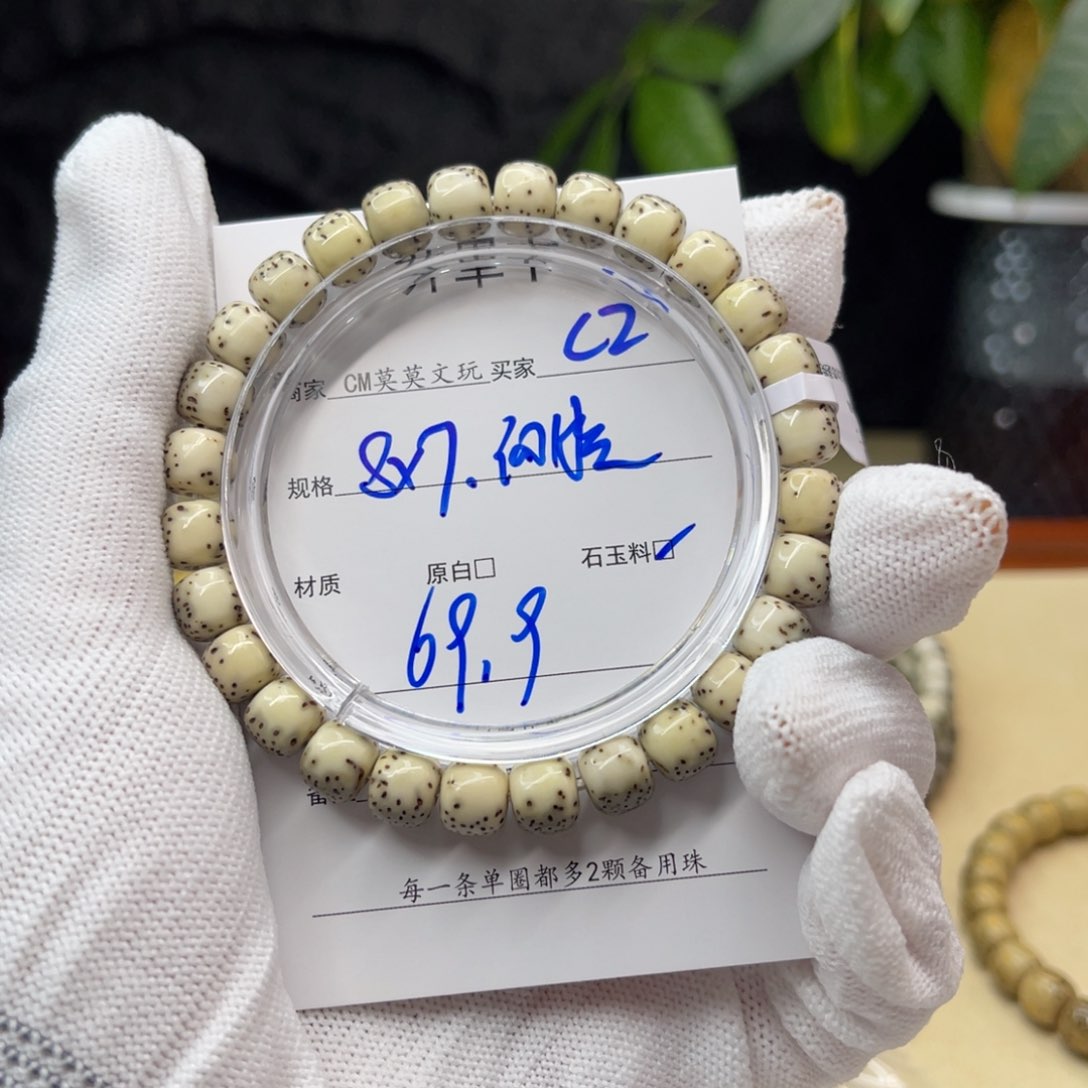 商家 CM莫莫文玩 买家 C2
规格 8x7.
材质 原白□ 石玉料☑
69.9
备
每一条单圈都多2颗备用珠